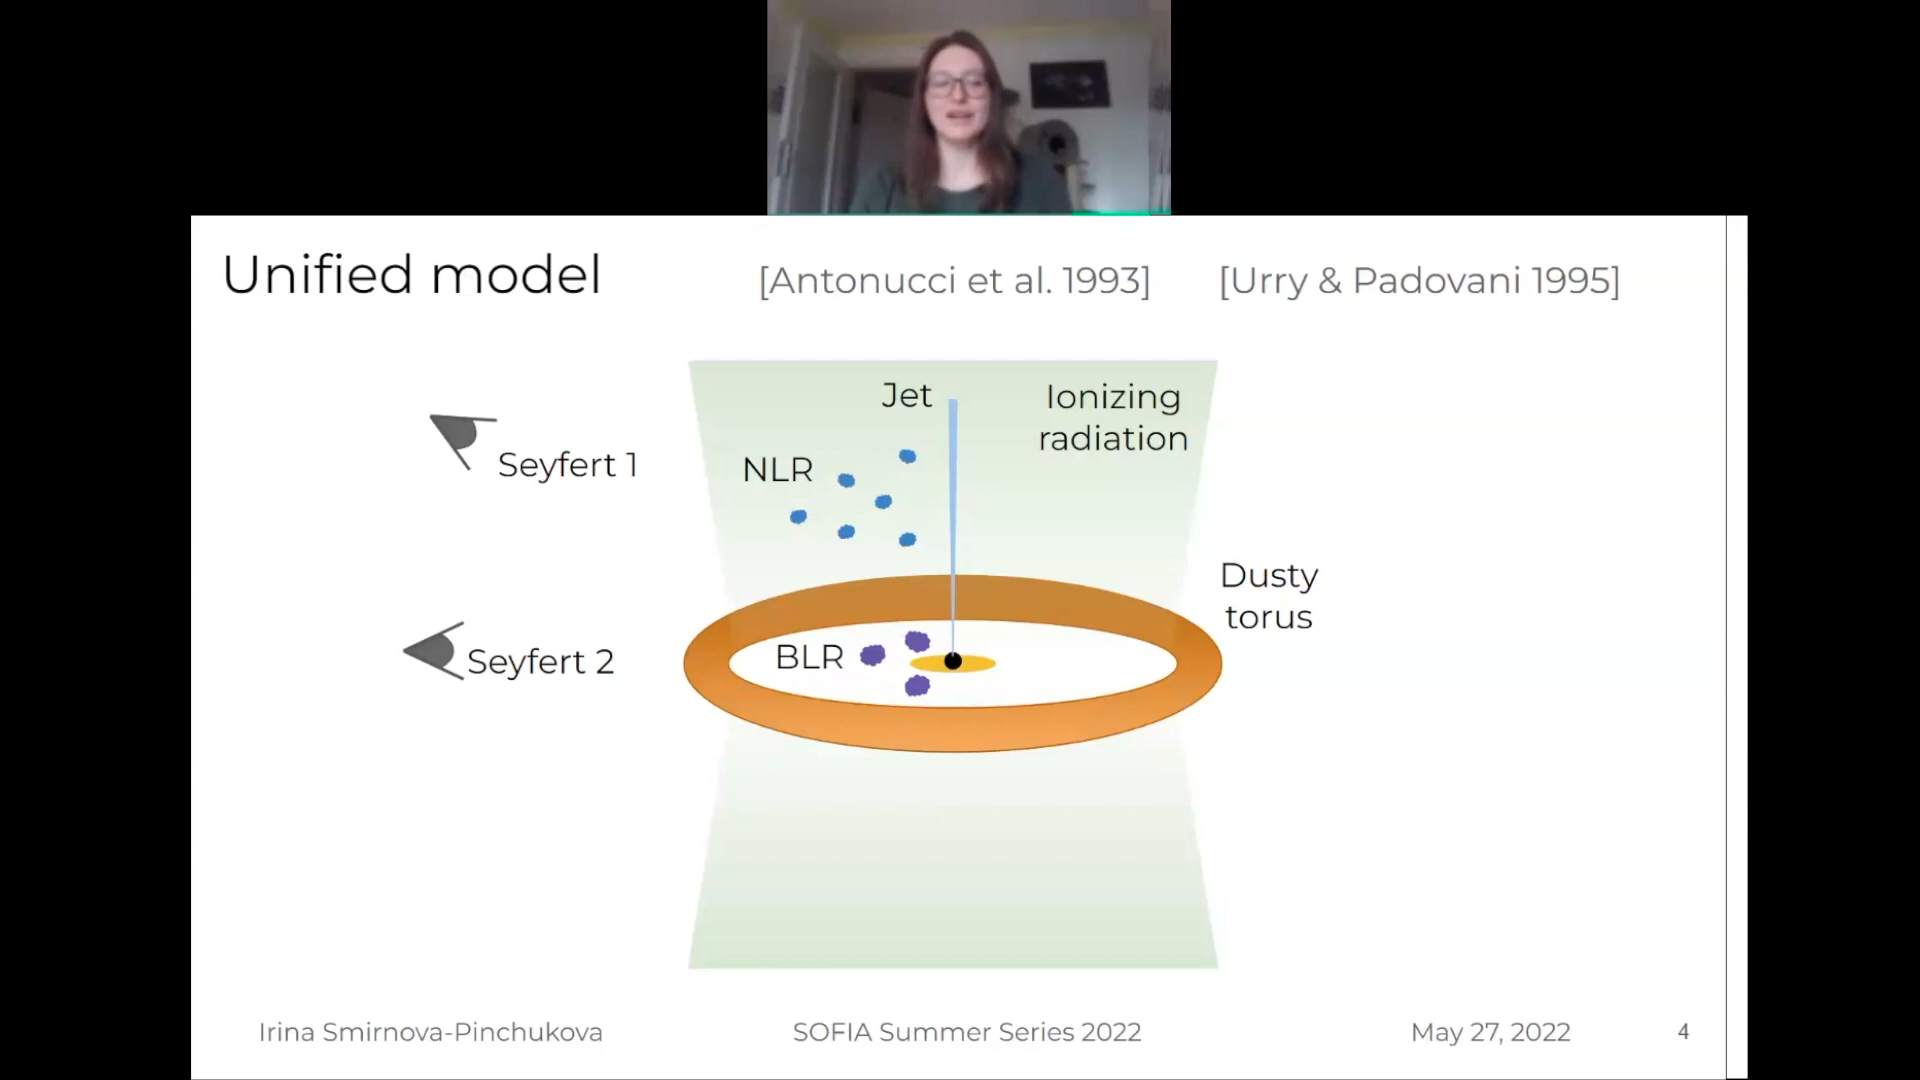 Unified model
[Antonucci et al. 1993]
[Urry & Padovani 1995]
Jet
Ionizing
radiation
Seyfert 1
NLR
Dusty
torus
BLR
Seyfert 2
Irina Smirnova-Pinchukova
SOFIA Summer Series 2022
May 27, 2022
4